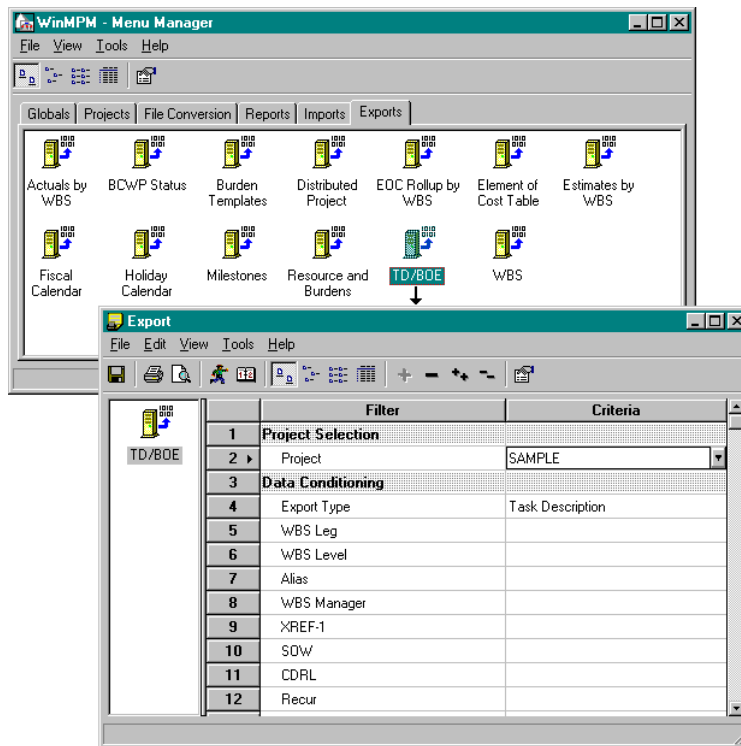 WinMPM - Menu Manager
File View Tools Help
Globals Projects File Conversion Reports Imports Exports
Actuals by WBS
BCWP Status
Burden Templates
Distributed Project
EOC Rollup by WBS
Element of Cost Table
Estimates by WBS
Fiscal Calendar
Holiday Calendar
Milestones
Resource and Burdens
TD/BOE
WBS
Export
File Edit View Tools Help
TD/BOE
Filter Criteria
1 Project Selection
2 Project SAMPLE
3 Data Conditioning
4 Export Type Task Description
5 WBS Leg
6 WBS Level
7 Alias
8 WBS Manager
9 XREF-1
10 SOW
11 CDRL
12 Recur